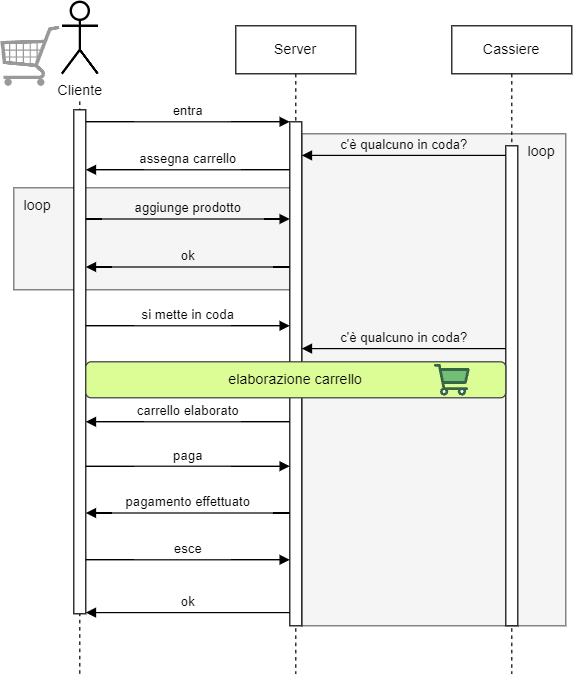 Cliente
Server
Cassiere
entra
c'è qualcuno in coda?
loop
assegna carrello
loop
aggiunge prodotto
ok
si mette in coda
c'è qualcuno in coda?
elaborazione carrello
carrello elaborato
paga
pagamento effettuato
esce
ok